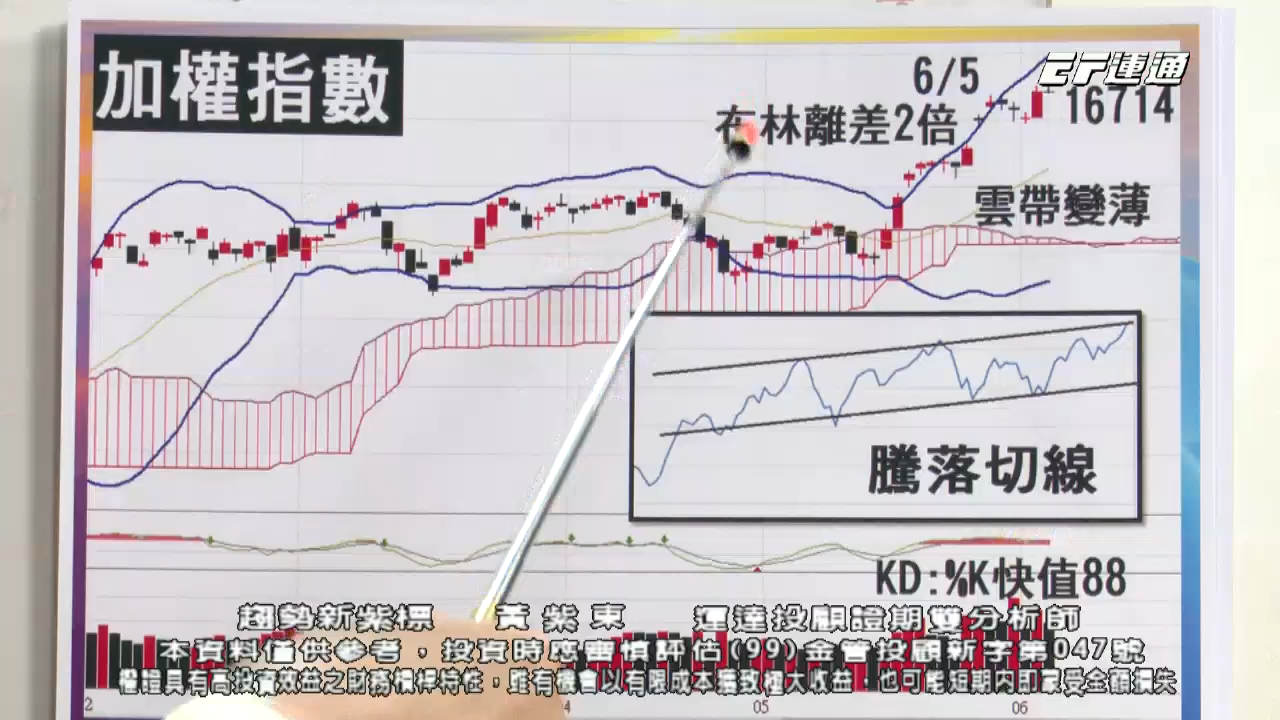 加權指數
運通
6/5
16714
布林離差2倍
雲帶變薄
騰落切線
KD:%K快值88
趨勢新紫標 黃紫東 運達投顧證期雙分析師
本資料僅供參考，投資時應審慎評估(99)金管投顧新字第047號
權證具有高投資效益之財務槓桿特性，雖有機會以有限成本獲致極大收益，也可能短期內即蒙受全額損失
2
4
05
06